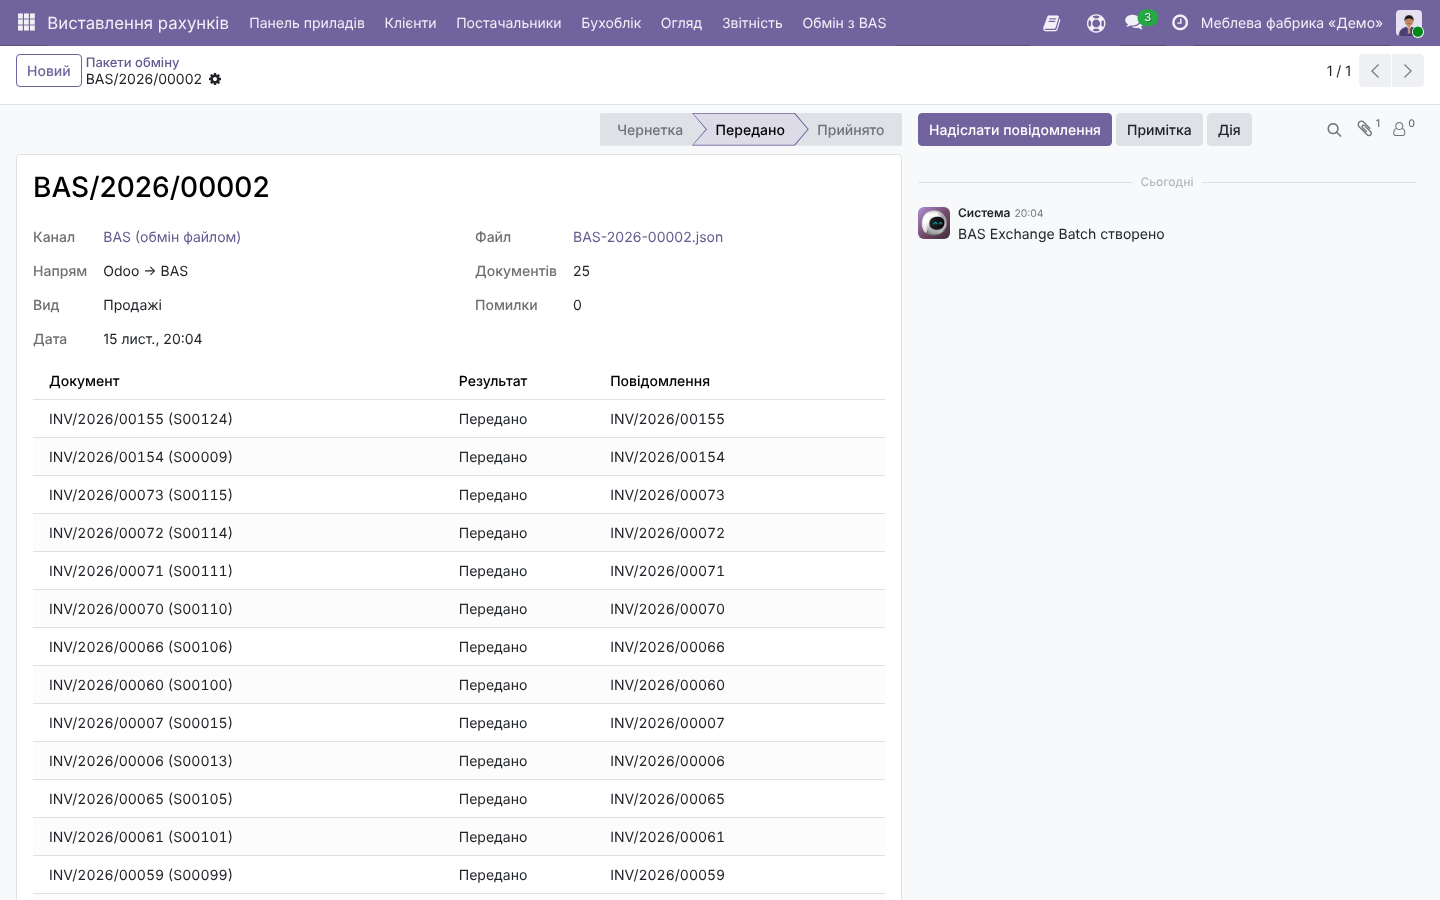 Виставлення рахунків Панель приладів Клієнти Постачальники Бухоблік Огляд Звітність Обмін з BAS 3 Меблева фабрика «Демо»
Новий
Пакети обміну
BAS/2026/00002
1 / 1
Чернетка Передано Прийнято
Надіслати повідомлення Примітка Дія 1 0
BAS/2026/00002
Канал BAS (обмін файлом)
Напрям Odoo → BAS
Вид Продажі
Дата 15 лист., 20:04
Файл BAS-2026-00002.json
Документів 25
Помилки 0
Документ Результат Повідомлення
INV/2026/00155 (S00124) Передано INV/2026/00155
INV/2026/00154 (S00009) Передано INV/2026/00154
INV/2026/00073 (S00115) Передано INV/2026/00073
INV/2026/00072 (S00114) Передано INV/2026/00072
INV/2026/00071 (S00111) Передано INV/2026/00071
INV/2026/00070 (S00110) Передано INV/2026/00070
INV/2026/00066 (S00106) Передано INV/2026/00066
INV/2026/00060 (S00100) Передано INV/2026/00060
INV/2026/00007 (S00015) Передано INV/2026/00007
INV/2026/00006 (S00013) Передано INV/2026/00006
INV/2026/00065 (S00105) Передано INV/2026/00065
INV/2026/00061 (S00101) Передано INV/2026/00061
INV/2026/00059 (S00099) Передано INV/2026/00059
Сьогодні
Система 20:04
BAS Exchange Batch створено